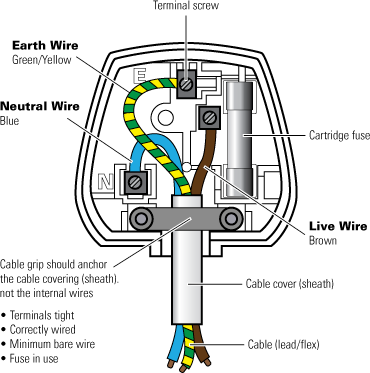 Terminal screw
Earth Wire
Green/Yellow
E
Neutral Wire
Blue
Cartridge fuse
N
Live Wire
Brown
Cable grip should anchor
the cable covering (sheath).
not the internal wires
Cable cover (sheath)
• Terminals tight
• Correctly wired
• Minimum bare wire
• Fuse in use
Cable (lead/flex)